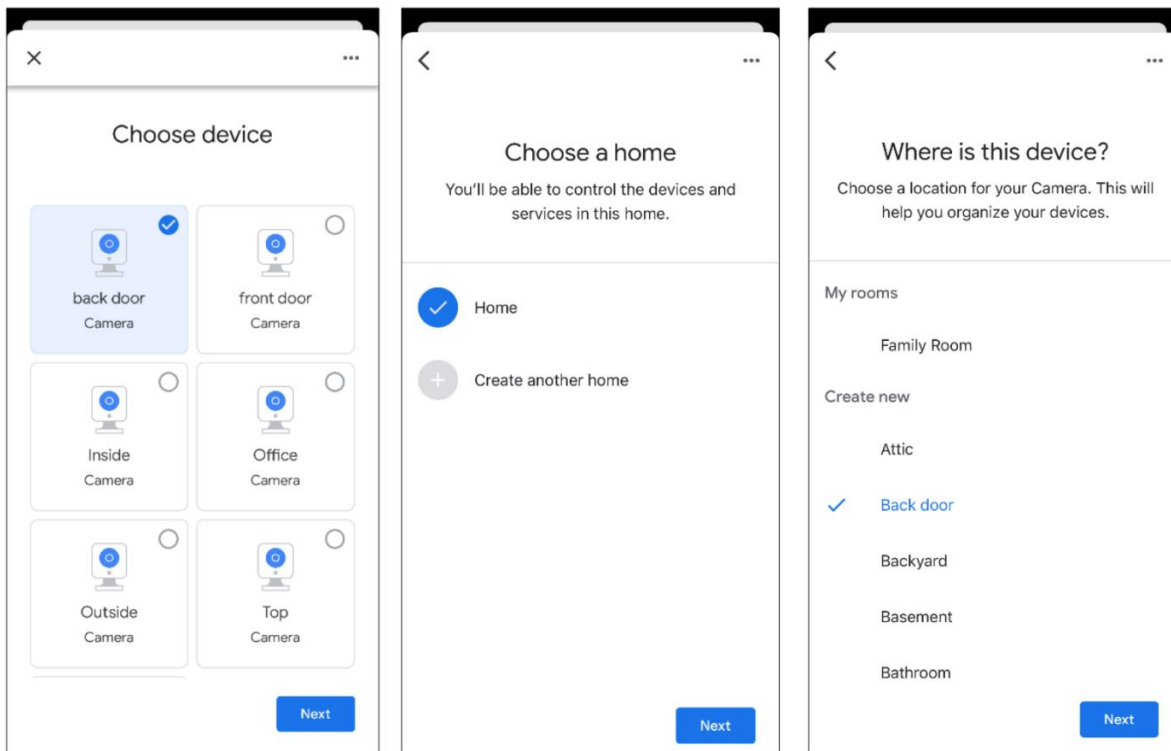 Choose device
back door
Camera
front door
Camera
Inside
Camera
Office
Camera
Outside
Camera
Top
Camera
Next
Choose a home
You'll be able to control the devices and
services in this home.
Home
Create another home
Next
Where is this device?
Choose a location for your Camera. This will
help you organize your devices.
My rooms
Family Room
Create new
Attic
Back door
Backyard
Basement
Bathroom
Next